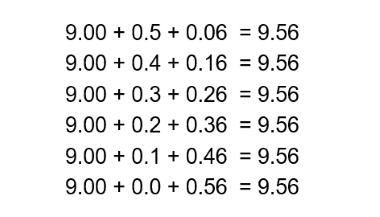 9.00 + 0.5 + 0.06 = 9.56
9.00 + 0.4 + 0.16 = 9.56
9.00 + 0.3 + 0.26 = 9.56
9.00 + 0.2 + 0.36 = 9.56
9.00 + 0.1 + 0.46 = 9.56
9.00 + 0.0 + 0.56 = 9.56